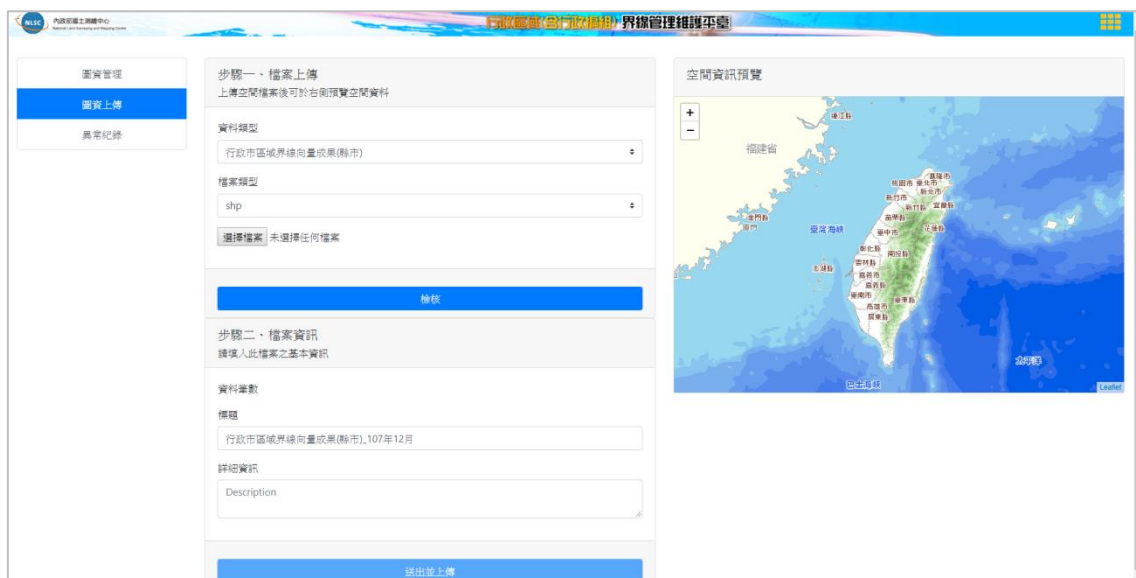 NLSC 內政部國土測繪中心
National Land Surveying and Mapping Center
行政區域(含行政樁組) 界線管理維護平臺
圖資管理
圖資上傳
異常紀錄
步驟一、檔案上傳
上傳空間檔案後可於右側預覽空間資料
資料類型
行政市區域界線向量成果(縣市)
檔案類型
shp
選擇檔案 未選擇任何檔案
檢核
步驟二、檔案資訊
請填入此檔案之基本資訊
資料筆數
標題
行政市區域界線向量成果(縣市)_107年12月
詳細資訊
Description
送出並上傳
空間資訊預覽
+
−
連江縣
福建省
基隆市
桃園市 臺北市
新北市
新竹市
新竹縣 宜蘭縣
苗栗縣
金門縣
廈門
臺灣海峽
臺中市
花蓮縣
彰化縣
南投縣
澎湖縣
雲林縣
嘉義市
嘉義縣
臺南市
臺東縣
高雄市
屏東縣
太平洋
巴士海峽
Leaflet